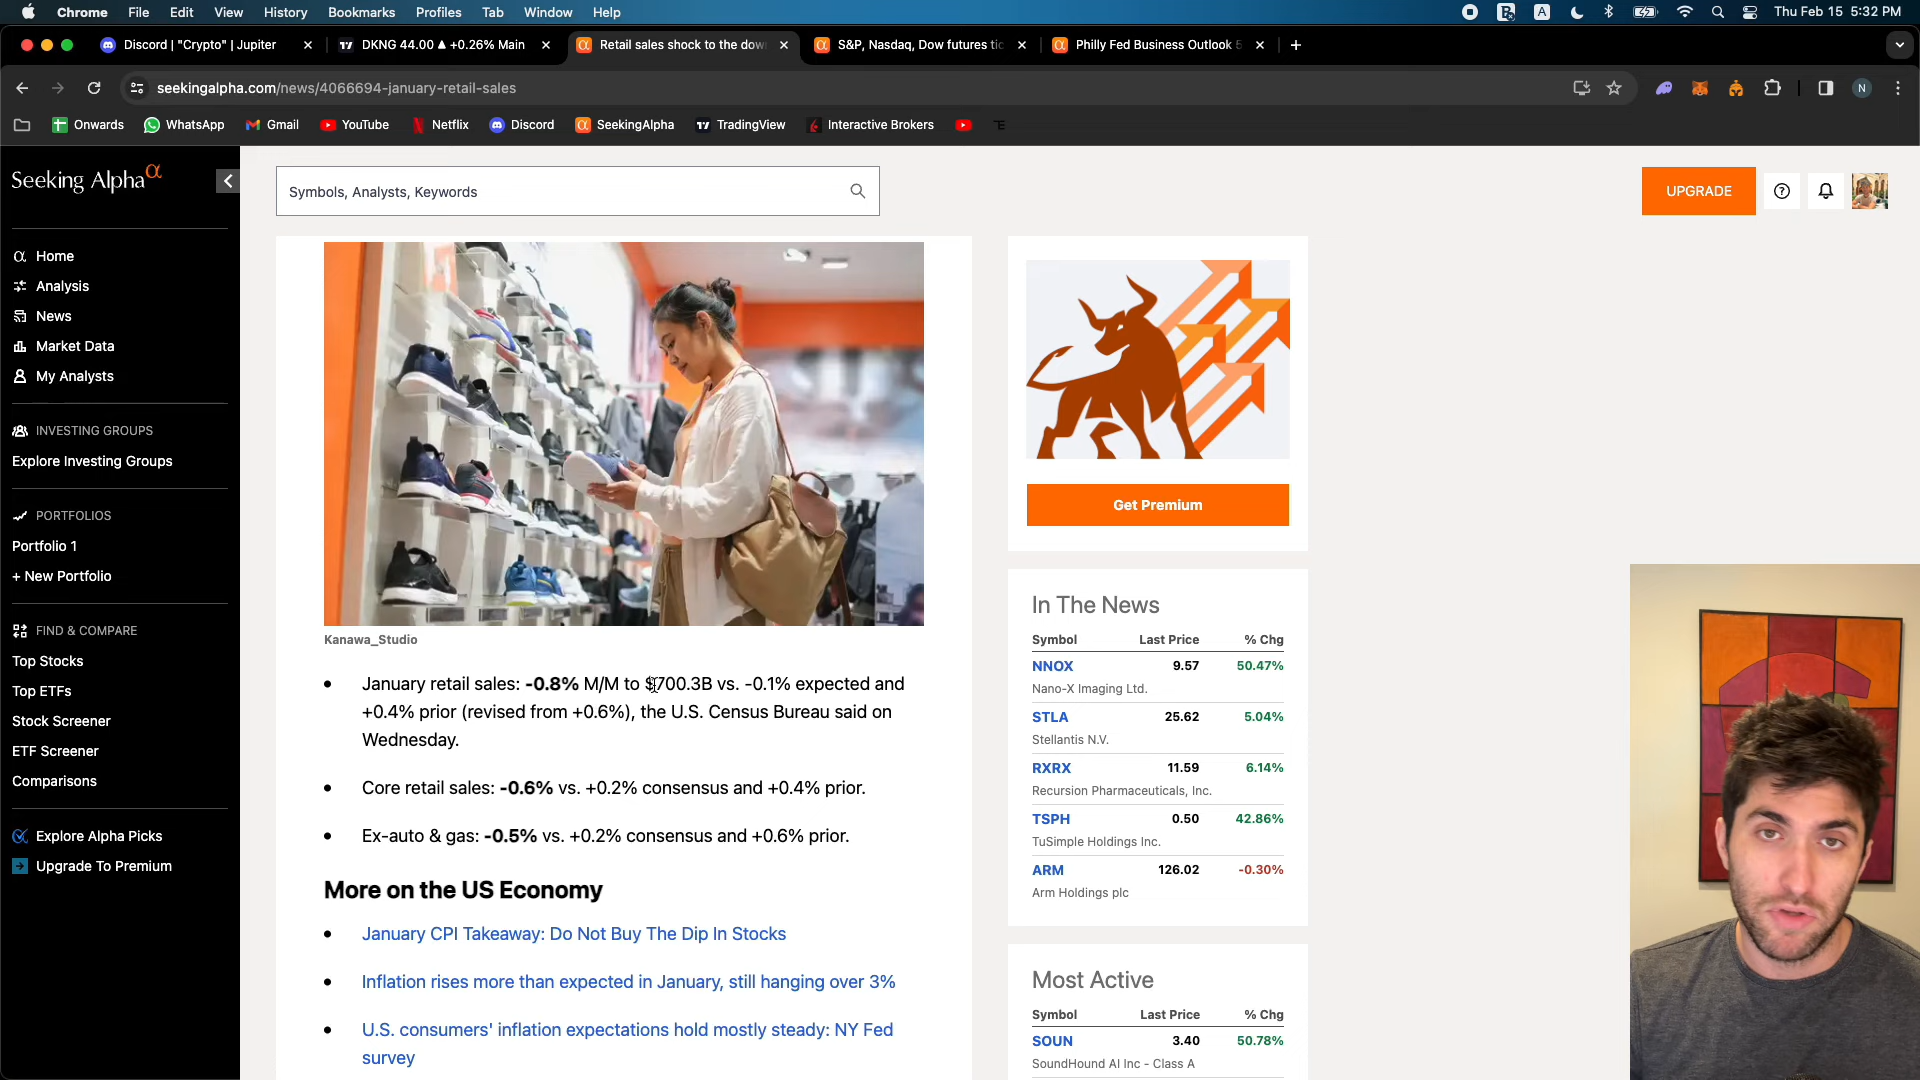 Chrome File Edit View History Bookmarks Profiles Tab Window Help
A
Thu Feb 15 5:32 PM
Discord | "Crypto" | Jupiter
DKNG 44.00 ▲ +0.26% Main
Retail sales shock to the dow
S&P, Nasdaq, Dow futures tic
Philly Fed Business Outlook S
seekingalpha.com/news/4066694-january-retail-sales
N
Onwards WhatsApp Gmail YouTube Netflix Discord SeekingAlpha TradingView Interactive Brokers
Seeking Alpha α
Symbols, Analysts, Keywords
UPGRADE
Home
Analysis
News
Market Data
My Analysts
INVESTING GROUPS
Explore Investing Groups
PORTFOLIOS
Portfolio 1
+ New Portfolio
FIND & COMPARE
Top Stocks
Top ETFs
Stock Screener
ETF Screener
Comparisons
Explore Alpha Picks
Upgrade To Premium
Kanawa_Studio
• January retail sales: -0.8% M/M to $700.3B vs. -0.1% expected and
+0.4% prior (revised from +0.6%), the U.S. Census Bureau said on
Wednesday.
• Core retail sales: -0.6% vs. +0.2% consensus and +0.4% prior.
• Ex-auto & gas: -0.5% vs. +0.2% consensus and +0.6% prior.
More on the US Economy
• January CPI Takeaway: Do Not Buy The Dip In Stocks
• Inflation rises more than expected in January, still hanging over 3%
• U.S. consumers' inflation expectations hold mostly steady: NY Fed
survey
Get Premium
In The News
Symbol Last Price % Chg
NNOX 9.57 50.47%
Nano-X Imaging Ltd.
STLA 25.62 5.04%
Stellantis N.V.
RXRX 11.59 6.14%
Recursion Pharmaceuticals, Inc.
TSPH 0.50 42.86%
TuSimple Holdings Inc.
ARM 126.02 -0.30%
Arm Holdings plc
Most Active
Symbol Last Price % Chg
SOUN 3.40 50.78%
SoundHound AI Inc - Class A